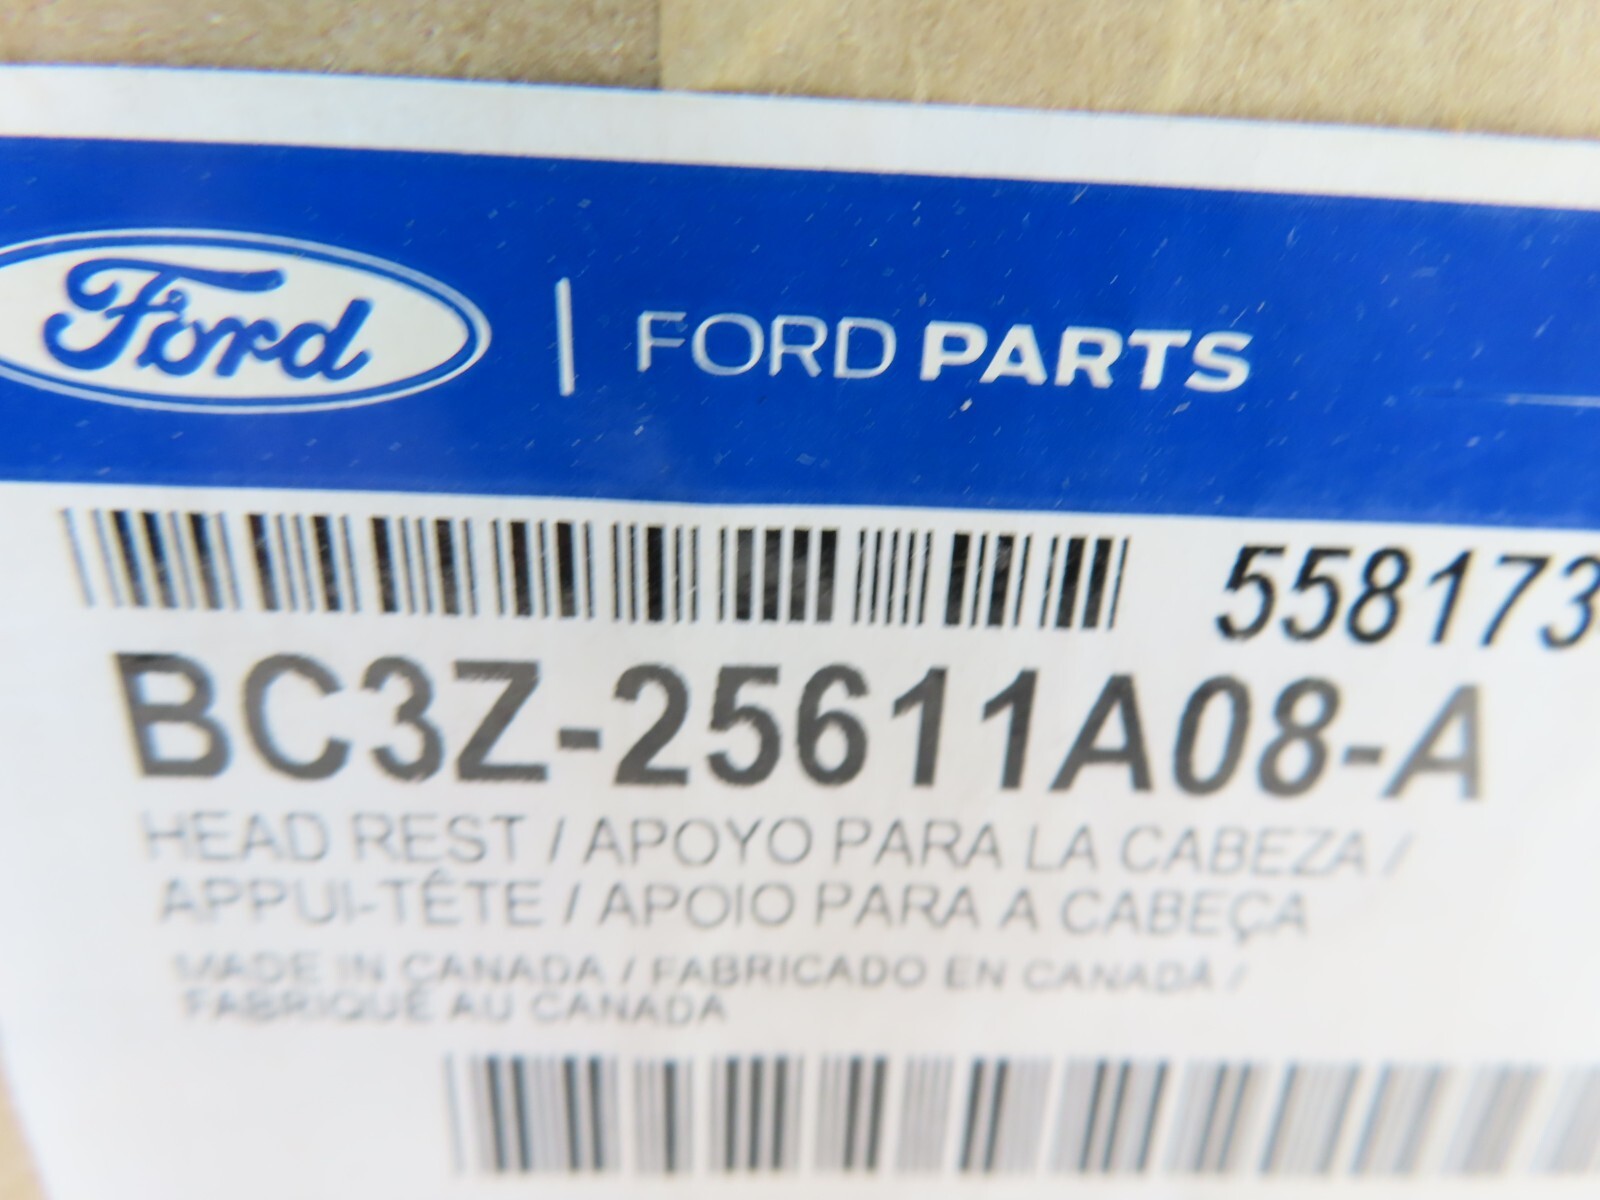 Ford | FORD PARTS
558173
BC3Z-25611A08-A
HEAD REST / APOYO PARA LA CABEZA /
APPUI-TÊTE / APOIO PARA A CABEÇA
MADE IN CANADA / FABRICADO EN CANADÁ /
FABRIQUÉ AU CANADA